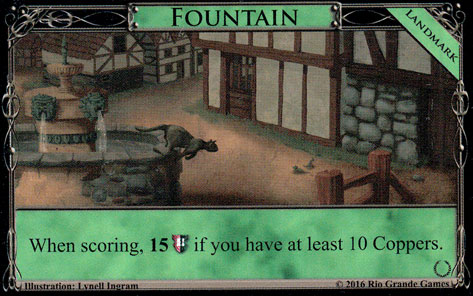 FOUNTAIN
LANDMARK
When scoring, 15 if you have at least 10 Coppers.
Illustration: Lynell Ingram © 2016 Rio Grande Games